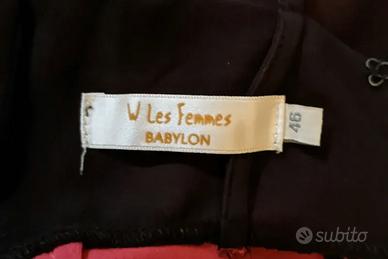 W Les Femmes
BABYLON
46
subito